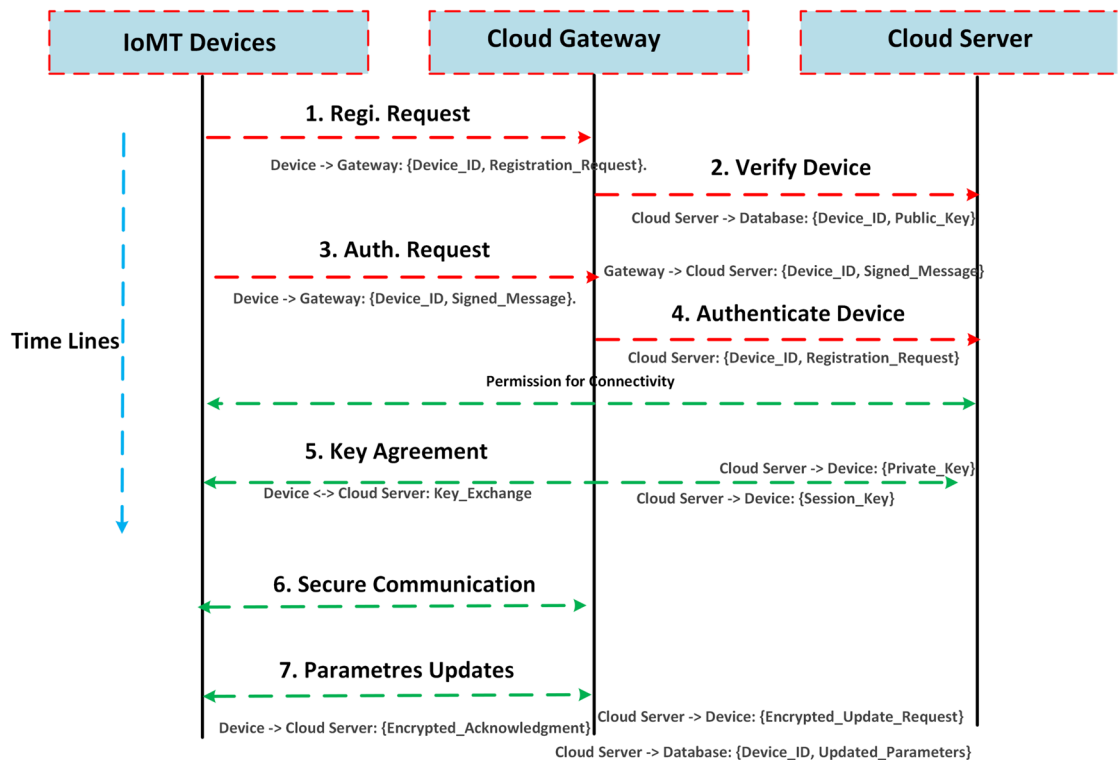 IoMT Devices
Cloud Gateway
Cloud Server
1. Regi. Request
Device -> Gateway: {Device_ID, Registration_Request}.
2. Verify Device
Cloud Server -> Database: {Device_ID, Public_Key}
3. Auth. Request
Gateway -> Cloud Server: {Device_ID, Signed_Message}
Device -> Gateway: {Device_ID, Signed_Message}.
4. Authenticate Device
Time Lines
Cloud Server: {Device_ID, Registration_Request}
Permission for Connectivity
5. Key Agreement
Cloud Server -> Device: {Private_Key}
Device <-> Cloud Server: Key_Exchange
Cloud Server -> Device: {Session_Key}
6. Secure Communication
7. Parametres Updates
Cloud Server -> Device: {Encrypted_Update_Request}
Device -> Cloud Server: {Encrypted_Acknowledgment}
Cloud Server -> Database: {Device_ID, Updated_Parameters}